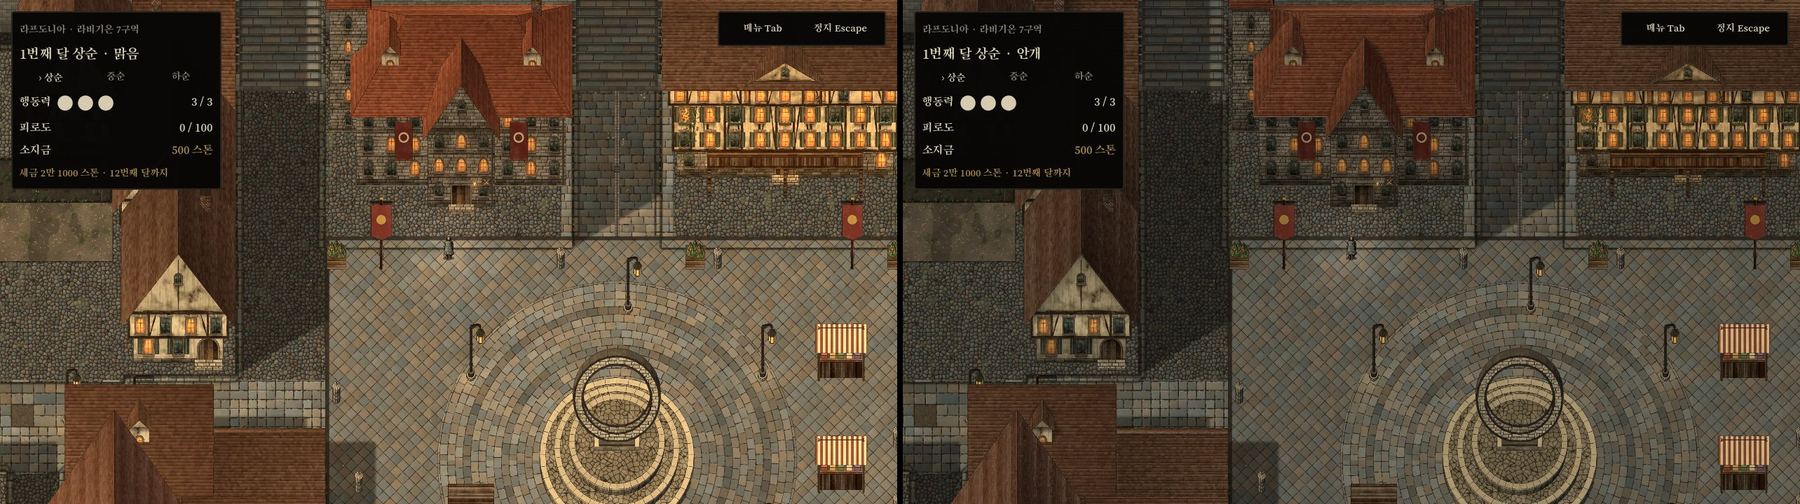 라프도니아 · 라비기온 7구역
1번째 달 상순 · 맑음
› 상순 중순 하순
행동력 3 / 3
피로도 0 / 100
소지금 500 스톤
세금 2만 1000 스톤 · 12번째 달까지
메뉴 Tab 정지 Escape
라프도니아 · 라비기온 7구역
1번째 달 상순 · 안개
› 상순 중순 하순
행동력 3 / 3
피로도 0 / 100
소지금 500 스톤
세금 2만 1000 스톤 · 12번째 달까지
메뉴 Tab 정지 Escape